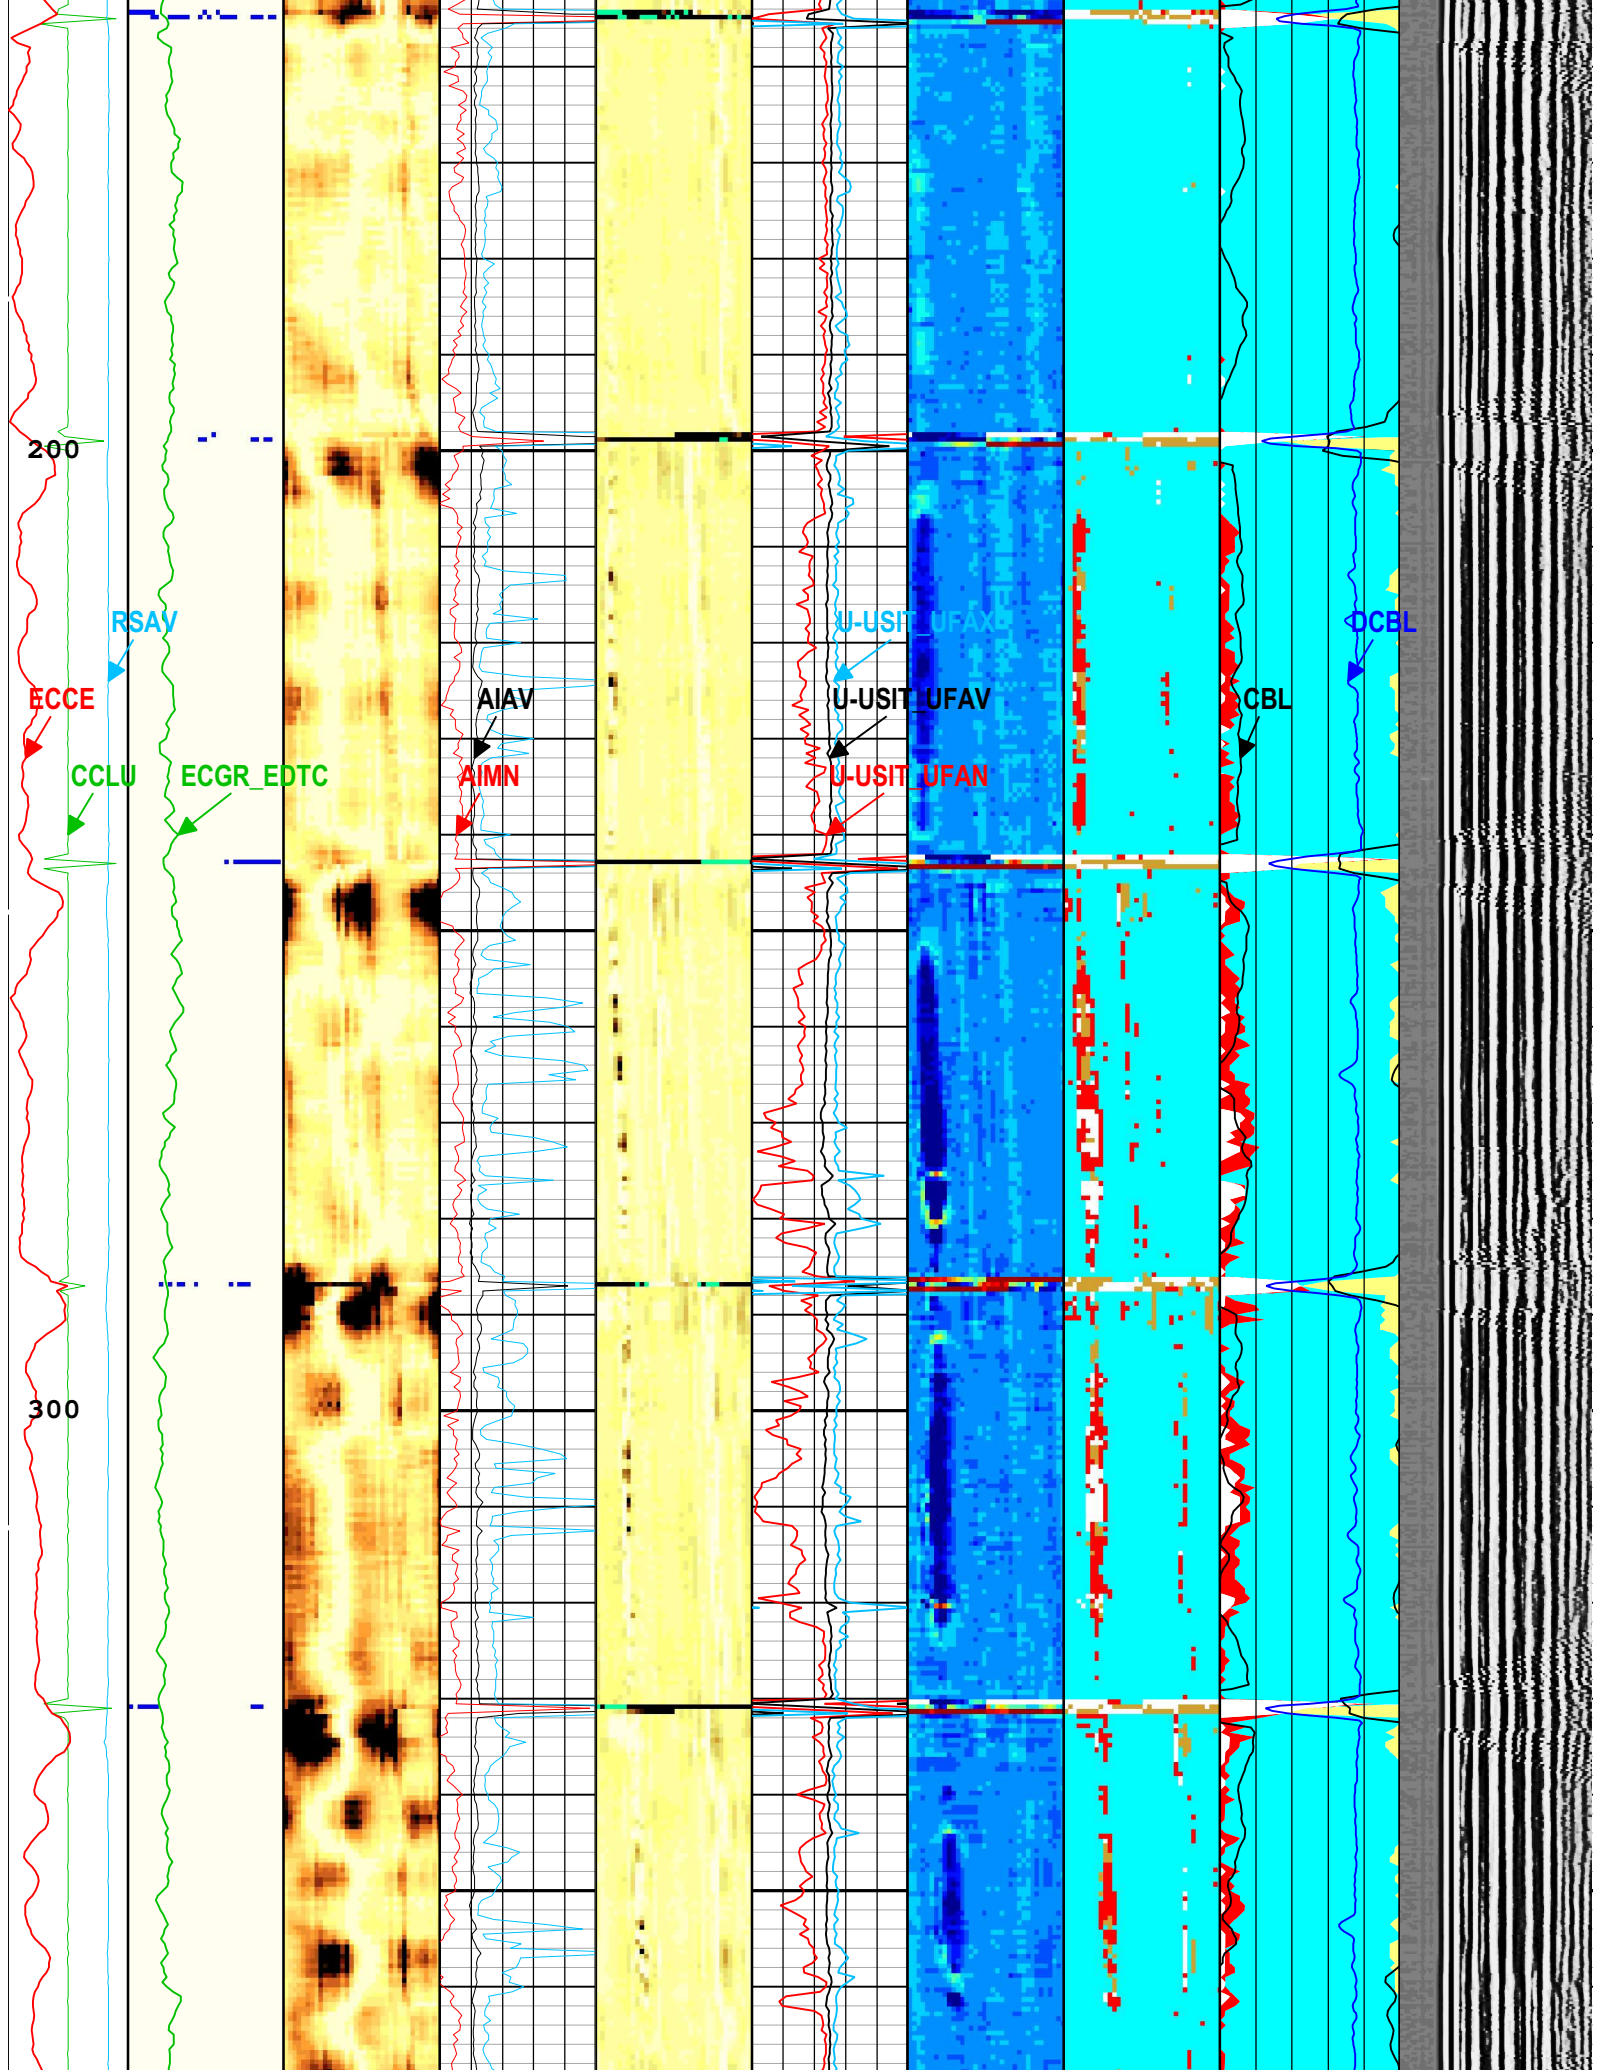 200
RSAV U-USIT_UFAX DCBL
ECCE AIAV U-USIT_UFAV CBL
CCLU ECGR_EDTC AIMN U-USIT_UFAN
300